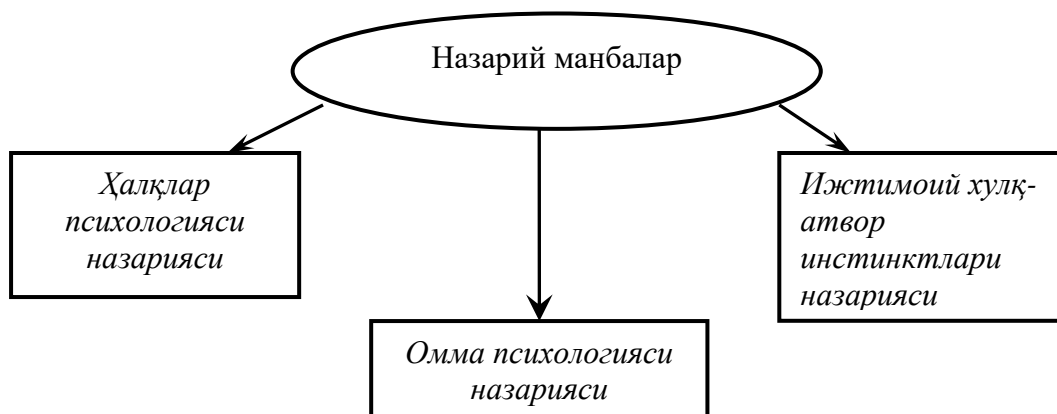 Назарий манбалар
Ҳалқлар
психологияси
назарияси
Ижтимоий хулқ-
атвор
инстинктлари
назарияси
Омма психологияси
назарияси